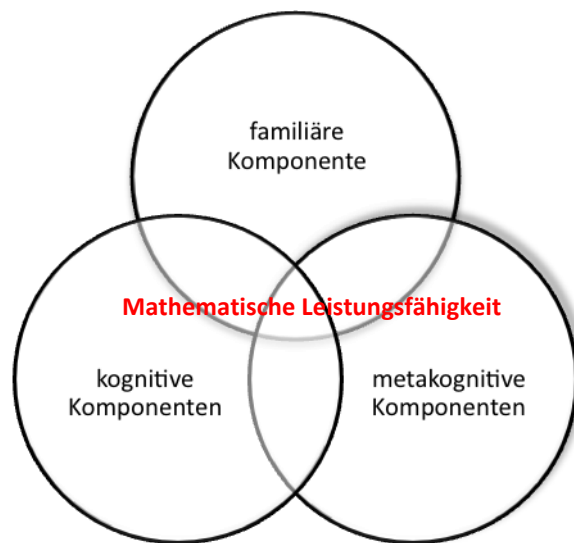 familiäre
Komponente
Mathematische Leistungsfähigkeit
kognitive
Komponenten
metakognitive
Komponenten